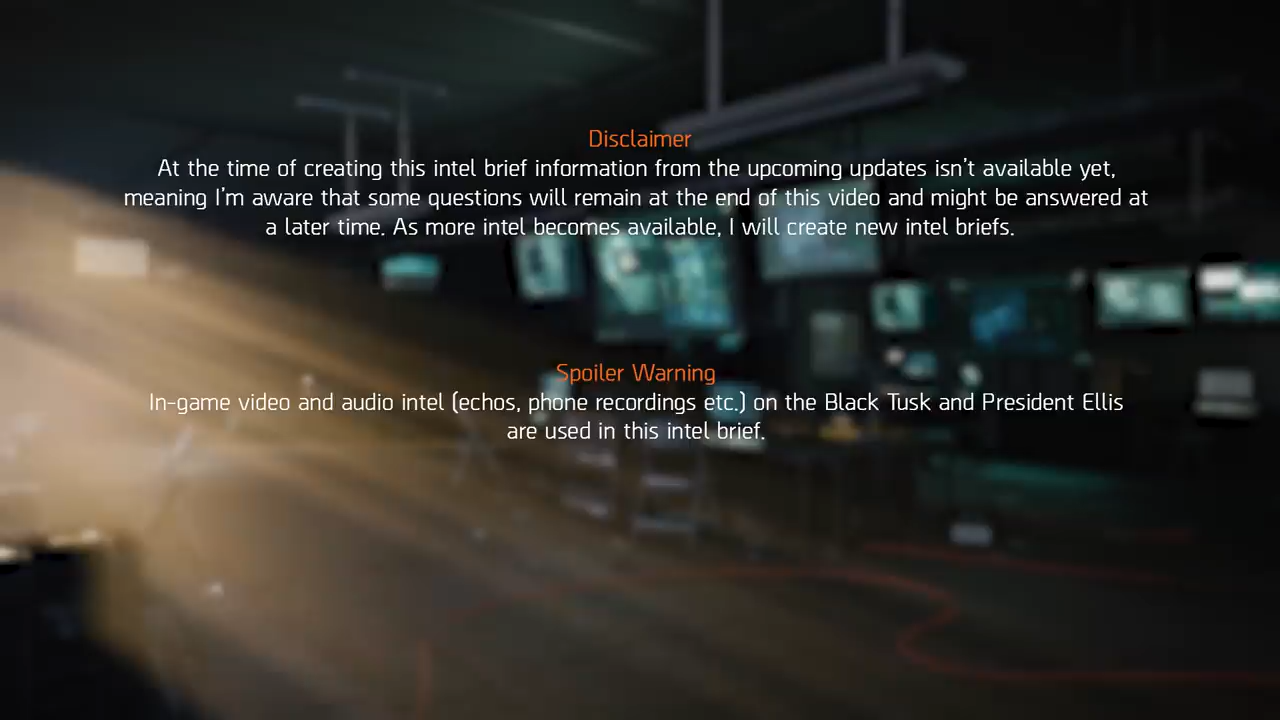 Disclaimer
At the time of creating this intel brief information from the upcoming updates isn't available yet,
meaning I'm aware that some questions will remain at the end of this video and might be answered at
a later time. As more intel becomes available, I will create new intel briefs.
Spoiler Warning
In-game video and audio intel (echos, phone recordings etc.) on the Black Tusk and President Ellis
are used in this intel brief.